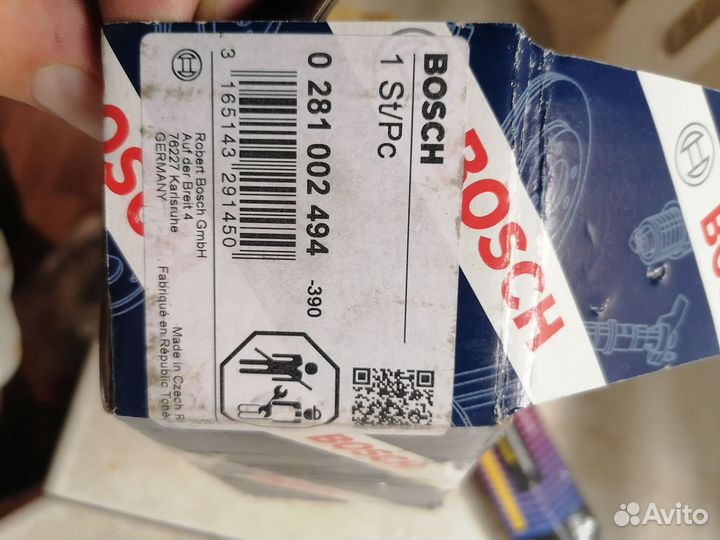 BOSCH
1 St/Pc
0 281 002 494 -390
3 165143 291450
Robert Bosch GmbH
Auf der Breit 4
76227 Karlsruhe
GERMANY
Made in Czech R
Fabriqué en Républic Tchè
BOSCH
BOSCH
Avito